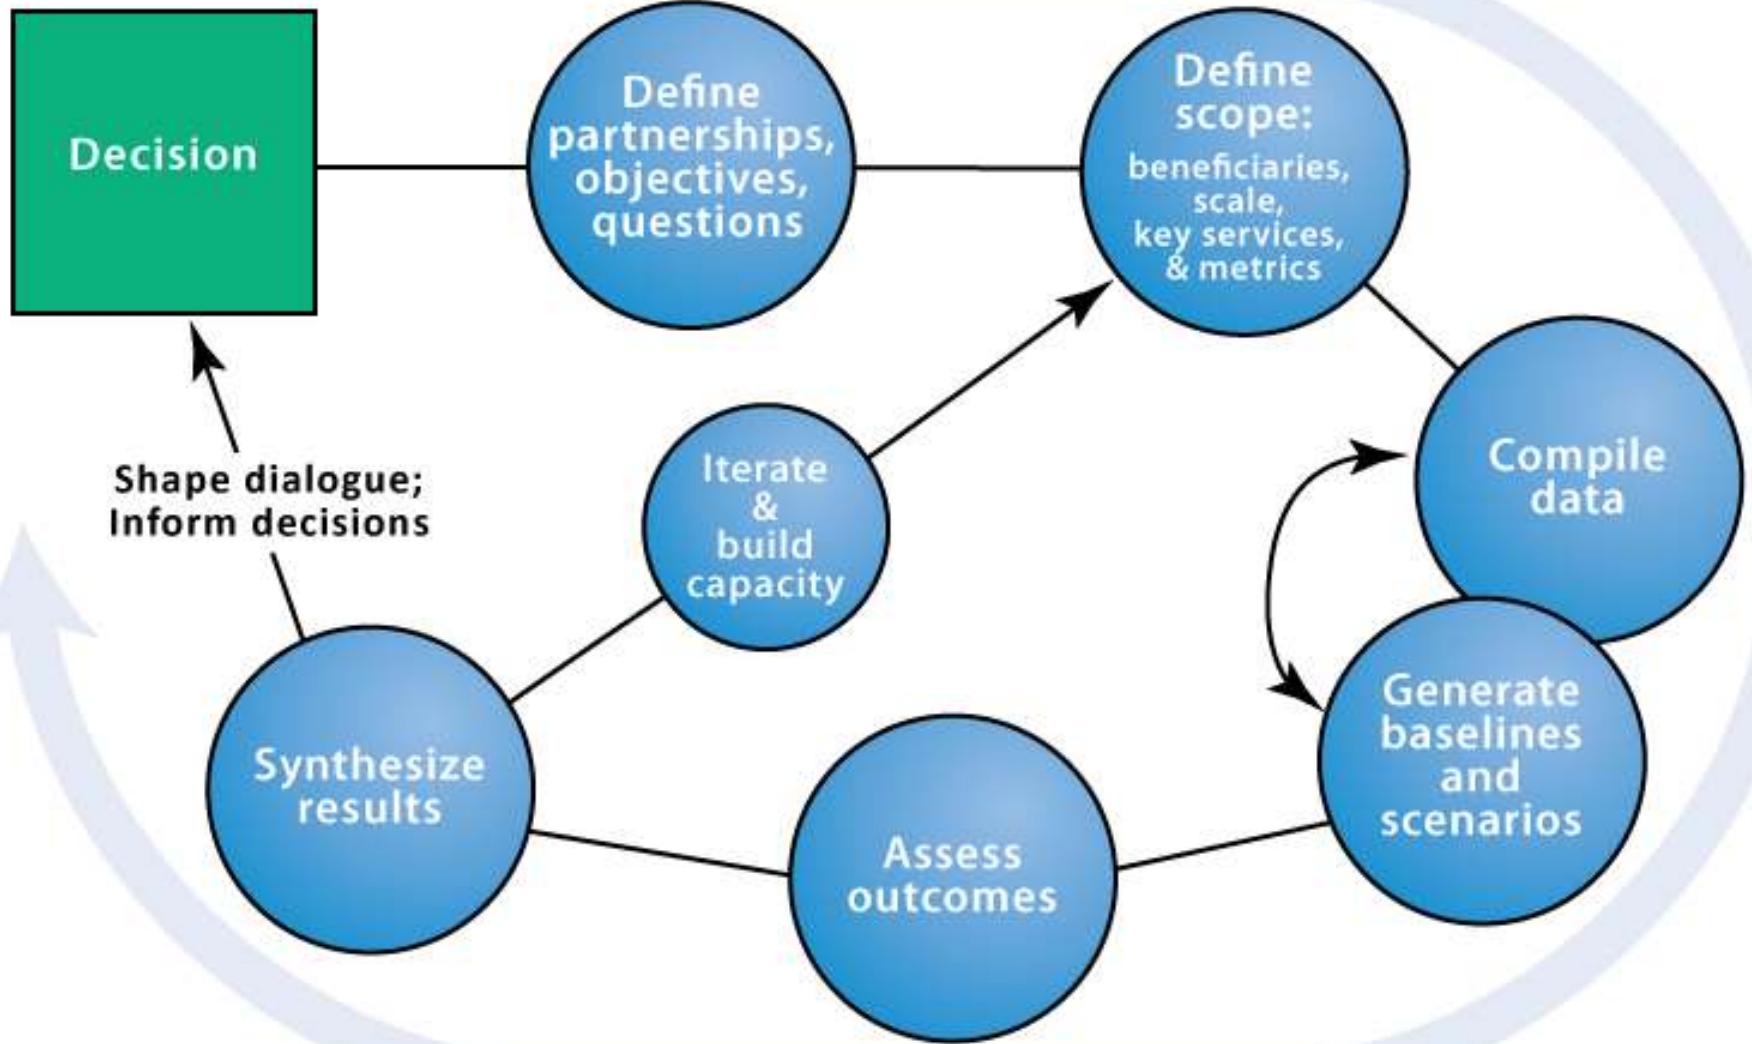 Decision
Define
partnerships,
objectives,
questions
Define
scope:
beneficiaries,
scale,
key services,
& metrics
Compile
data
Generate
baselines
and
scenarios
Assess
outcomes
Synthesize
results
Iterate
&
build
capacity
Shape dialogue;
Inform decisions